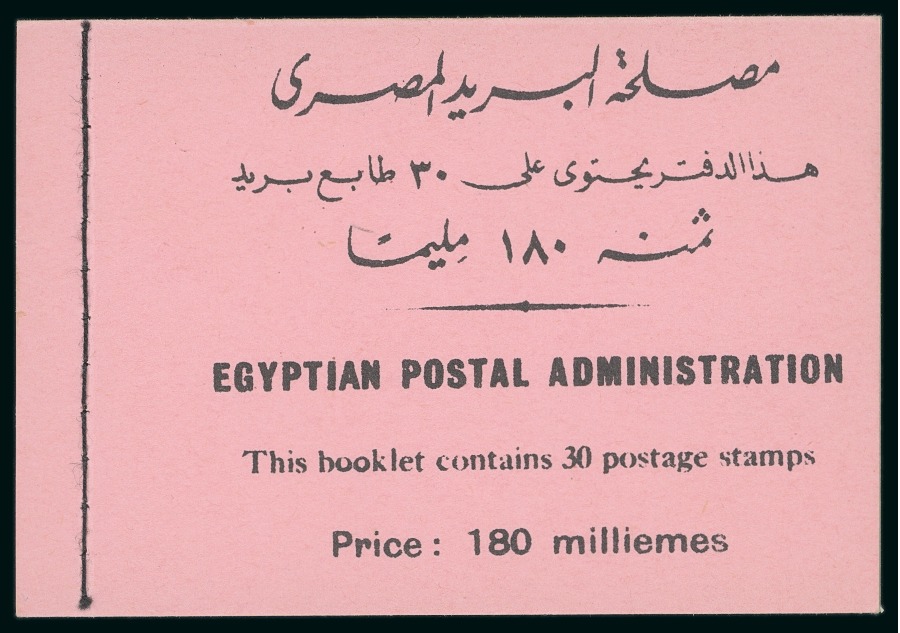 مصلحة البريد المصرى
هذا الدفتر يحتوى على ٣٠ طابع بريد
ثمنه ١٨٠ مليمًا
EGYPTIAN POSTAL ADMINISTRATION
This booklet contains 30 postage stamps
Price: 180 milliemes